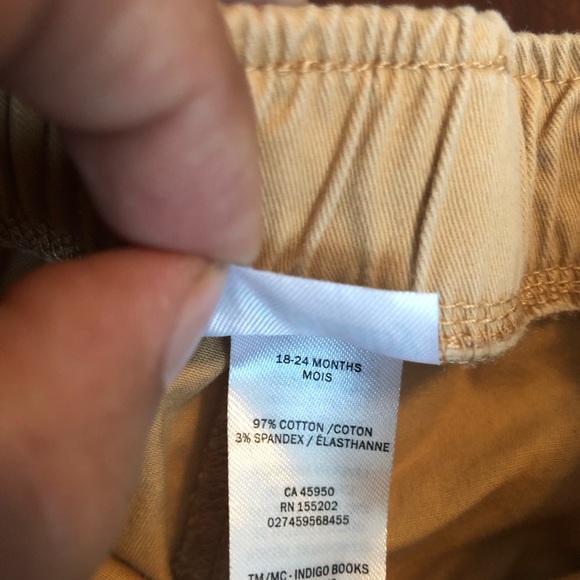 18-24 MONTHS
MOIS
97% COTTON /COTON
3% SPANDEX / ÉLASTHANNE
CA 45950
RN 155202
027459568455
TM/MC - INDIGO BOOKS